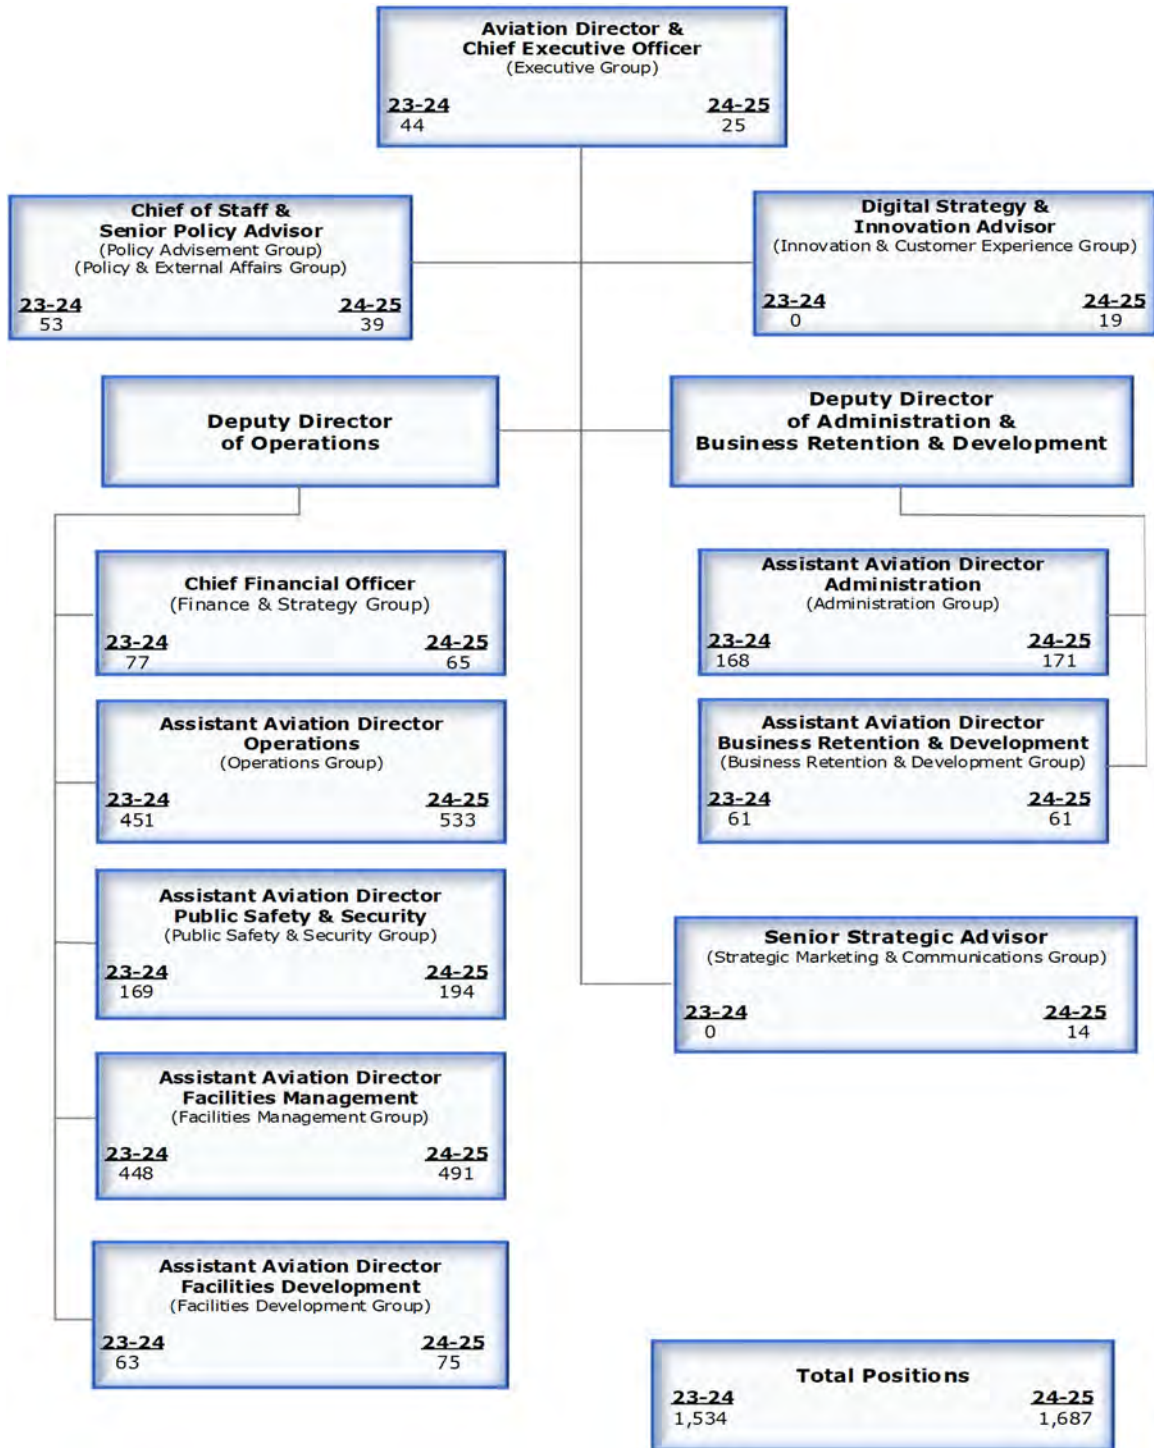 Aviation Director &
Chief Executive Officer
(Executive Group)
23-24 24-25
44 25
Chief of Staff &
Senior Policy Advisor
(Policy Advisement Group)
(Policy & External Affairs Group)
23-24 24-25
53 39
Digital Strategy &
Innovation Advisor
(Innovation & Customer Experience Group)
23-24 24-25
0 19
Deputy Director
of Operations
Deputy Director
of Administration &
Business Retention & Development
Chief Financial Officer
(Finance & Strategy Group)
23-24 24-25
77 65
Assistant Aviation Director
Administration
(Administration Group)
23-24 24-25
168 171
Assistant Aviation Director
Operations
(Operations Group)
23-24 24-25
451 533
Assistant Aviation Director
Business Retention & Development
(Business Retention & Development Group)
23-24 24-25
61 61
Assistant Aviation Director
Public Safety & Security
(Public Safety & Security Group)
23-24 24-25
169 194
Senior Strategic Advisor
(Strategic Marketing & Communications Group)
23-24 24-25
0 14
Assistant Aviation Director
Facilities Management
(Facilities Management Group)
23-24 24-25
448 491
Assistant Aviation Director
Facilities Development
(Facilities Development Group)
23-24 24-25
63 75
Total Positions
23-24 24-25
1,534 1,687